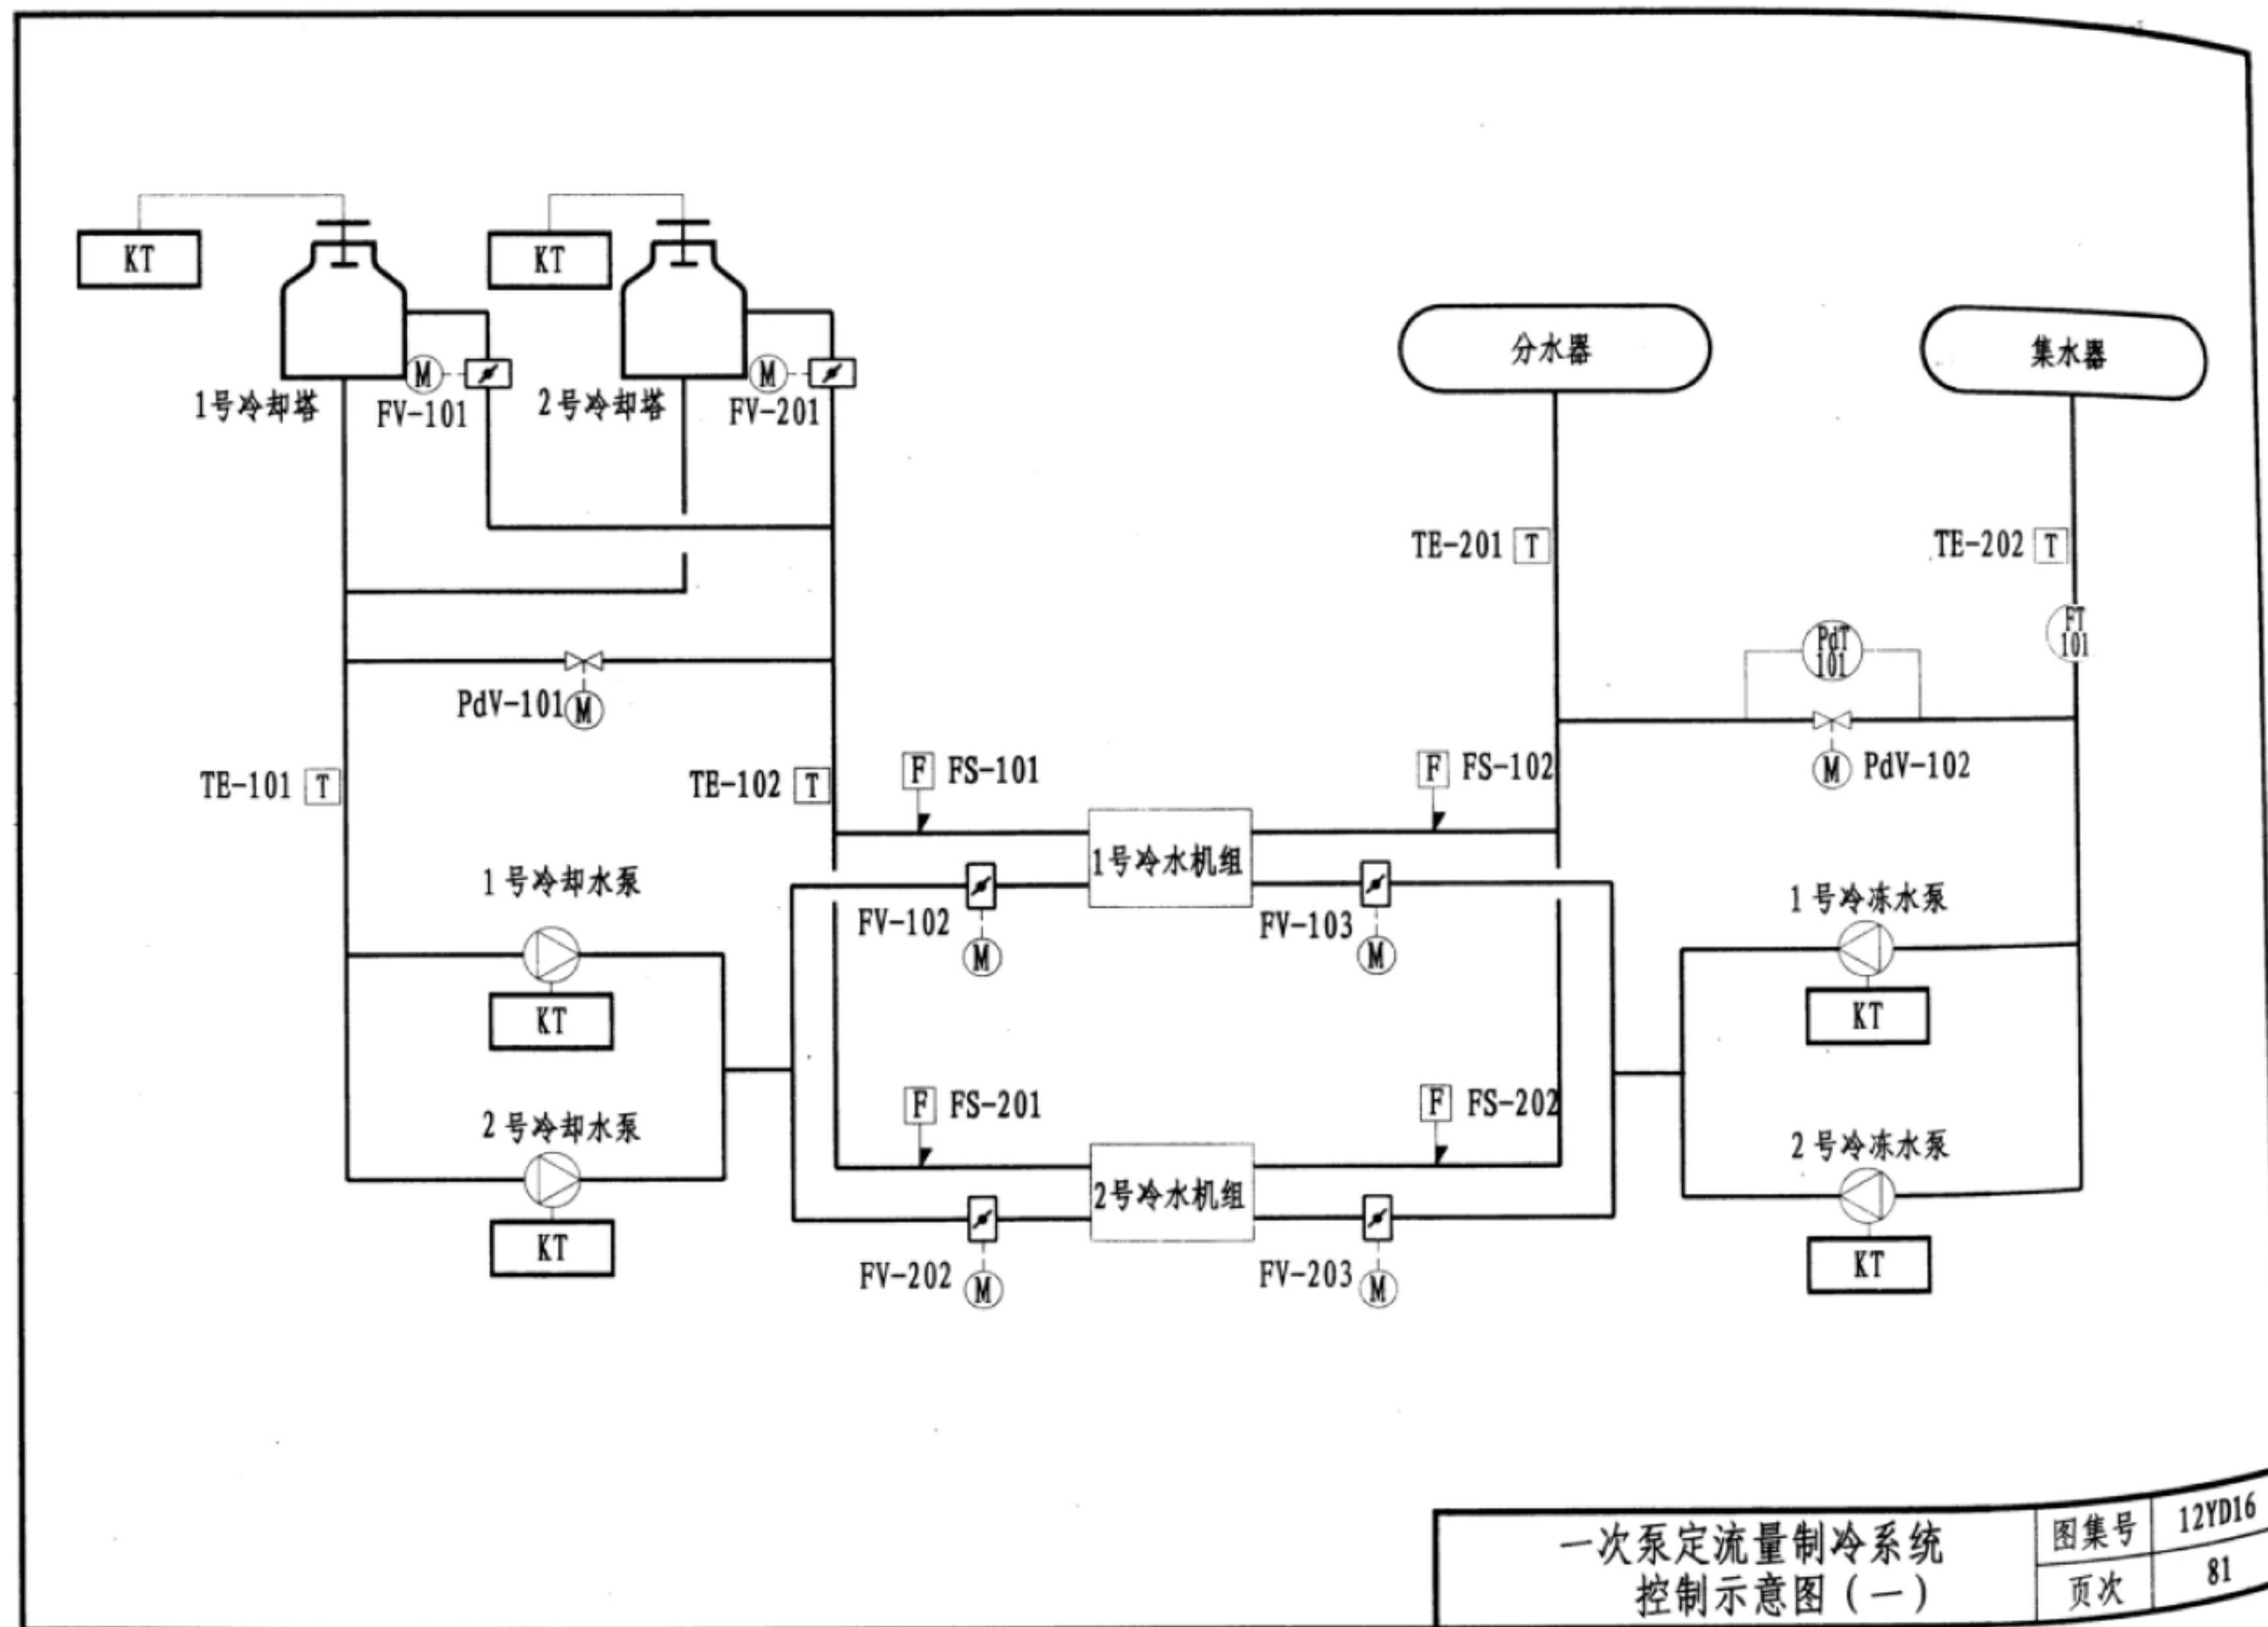 KT
KT
1号冷却塔
M
FV-101
2号冷却塔
M
FV-201
分水器
集水器
TE-201 T
TE-202 T
FT
101
PdT
101
PdV-101 M
M PdV-102
TE-101 T
TE-102 T
F FS-101
F FS-102
1号冷水机组
1号冷却水泵
KT
FV-102 M
FV-103 M
1号冷冻水泵
KT
F FS-201
F FS-202
2号冷却水泵
KT
2号冷水机组
FV-202 M
FV-203 M
2号冷冻水泵
KT
一次泵定流量制冷系统
控制示意图(一)
图集号 12YD16
页次 81